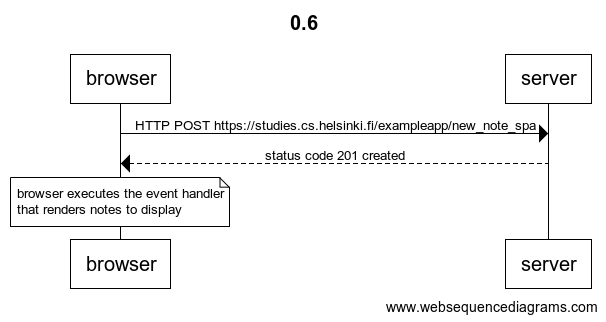 0.6
browser
server
HTTP POST https://studies.cs.helsinki.fi/exampleapp/new_note_spa
status code 201 created
browser executes the event handler
that renders notes to display
browser
server
www.websequencediagrams.com